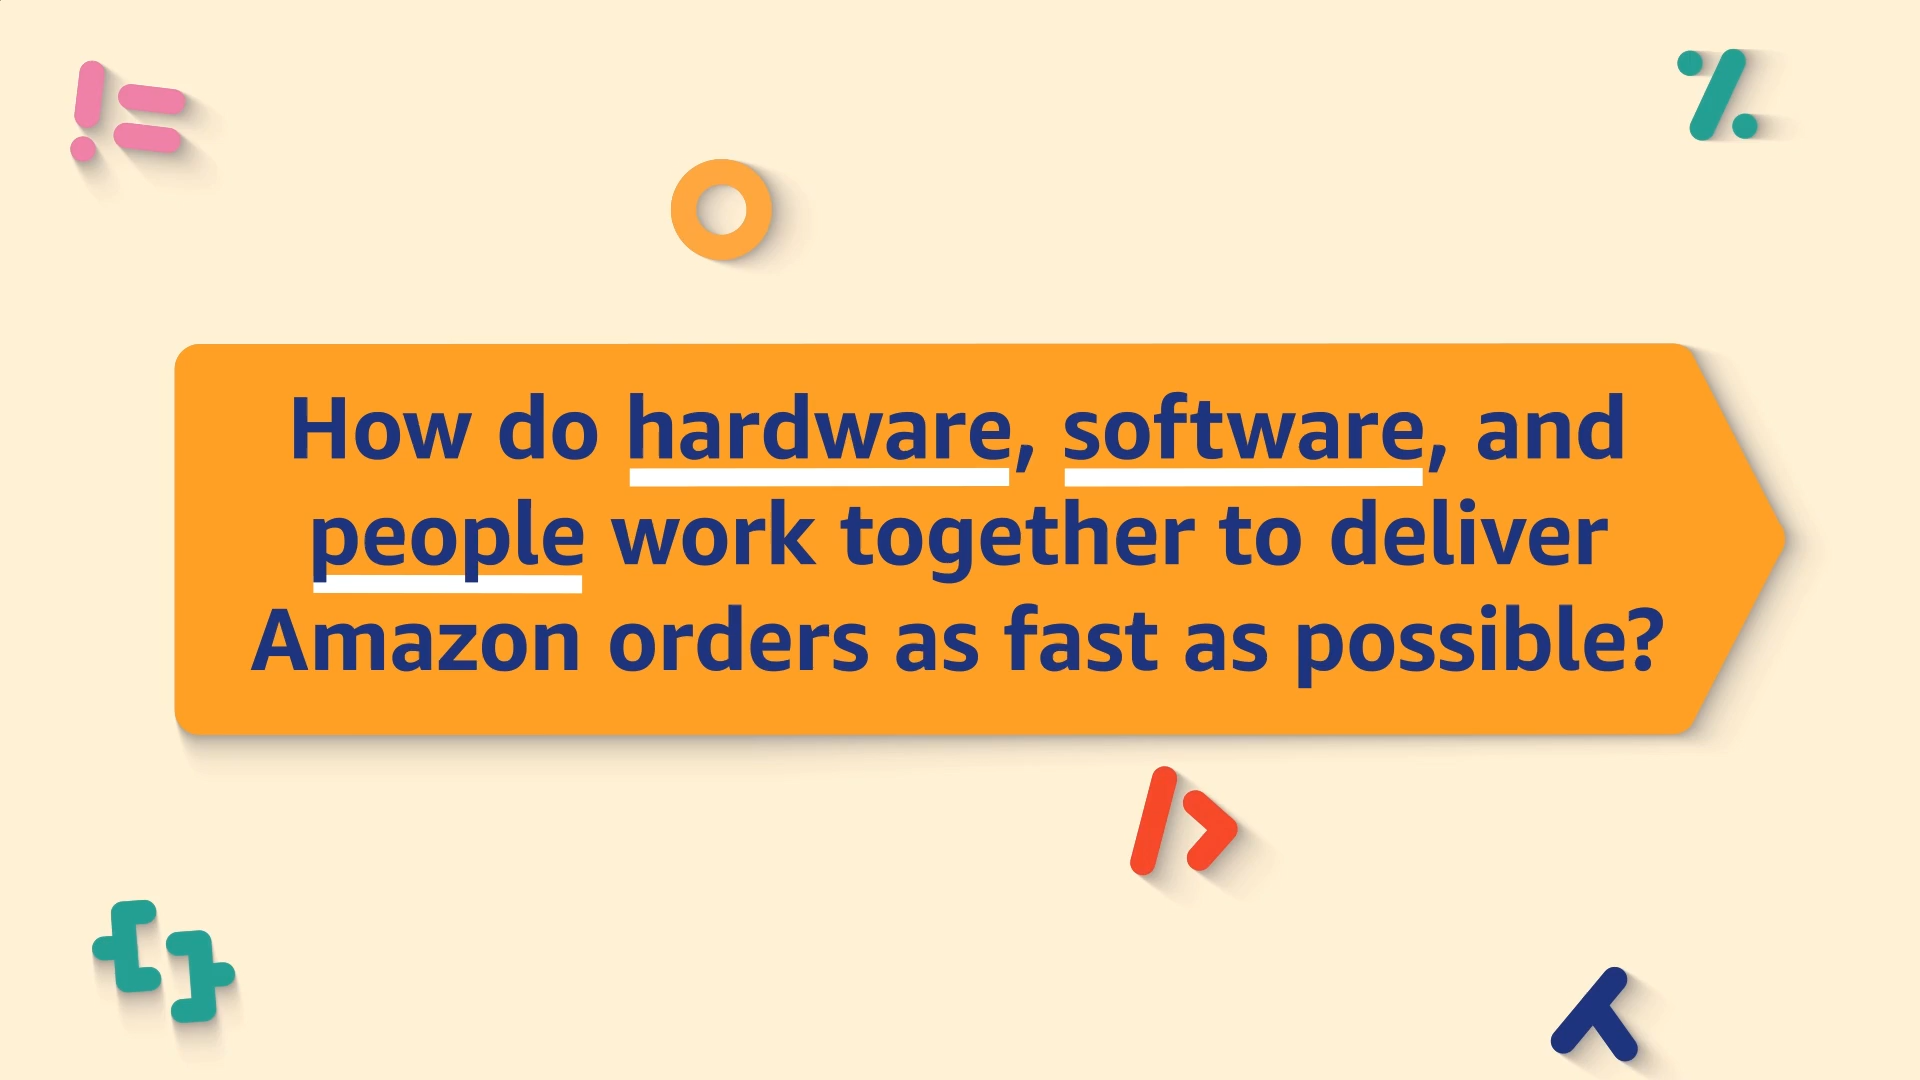 !=
%
How do hardware, software, and
people work together to deliver
Amazon orders as fast as possible?
/>
{}